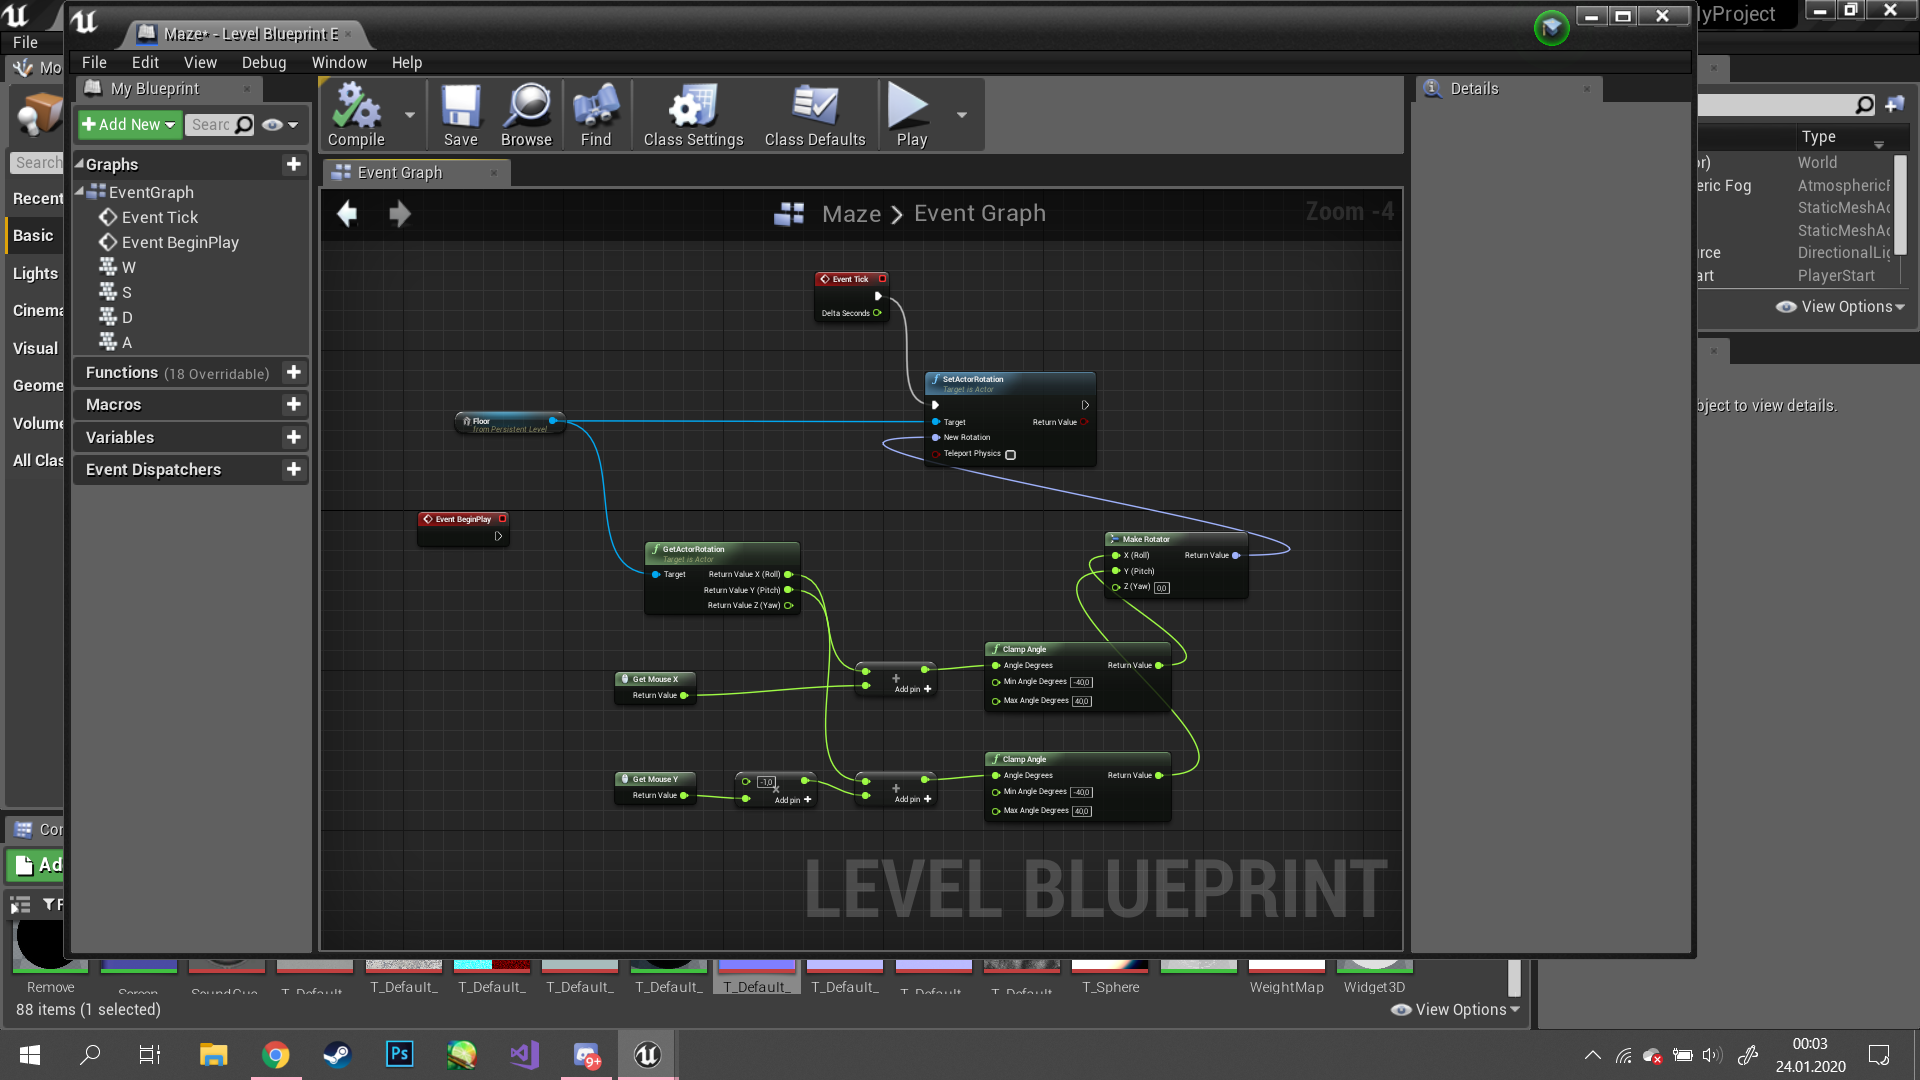 File
Mo
Search
Recent
Basic
Lights
Cinema
Visual
Geome
Volume
All Clas
Maze* - Level Blueprint E
File Edit View Debug Window Help
My Blueprint
+ Add New
Searc
Graphs
EventGraph
Event Tick
Event BeginPlay
W
S
D
A
Functions (18 Overridable)
Macros
Variables
Event Dispatchers
Compile
Save
Browse
Find
Class Settings
Class Defaults
Play
Event Graph
Maze > Event Graph
Zoom -4
Event Tick
Delta Seconds
SetActorRotation
Target is Actor
Target Return Value
New Rotation
Teleport Physics
Floor
from Persistent Level
Event BeginPlay
GetActorRotation
Target is Actor
Target Return Value X (Roll)
Return Value Y (Pitch)
Return Value Z (Yaw)
Make Rotator
X (Roll) Return Value
Y (Pitch)
Z (Yaw) 0,0
Get Mouse X
Return Value
+
Add pin +
Clamp Angle
Angle Degrees Return Value
Min Angle Degrees -40,0
Max Angle Degrees 40,0
Get Mouse Y
Return Value
-1,0
×
Add pin +
+
Add pin +
Clamp Angle
Angle Degrees Return Value
Min Angle Degrees -40,0
Max Angle Degrees 40,0
LEVEL BLUEPRINT
Details
lyProject
Type
or) World
eric Fog AtmosphericF
StaticMeshAc
StaticMeshAc
rce DirectionalLig
art PlayerStart
View Options
bject to view details.
Co
Ad
F
Remove
Screen
SoundCue
T_Default
T_Default_
T_Default_
T_Default_
T_Default_
T_Default_
T_Default_
T_Default
T_Default
T_Sphere
WeightMap
Widget3D
88 items (1 selected)
View Options
Ps
9+
00:03
24.01.2020